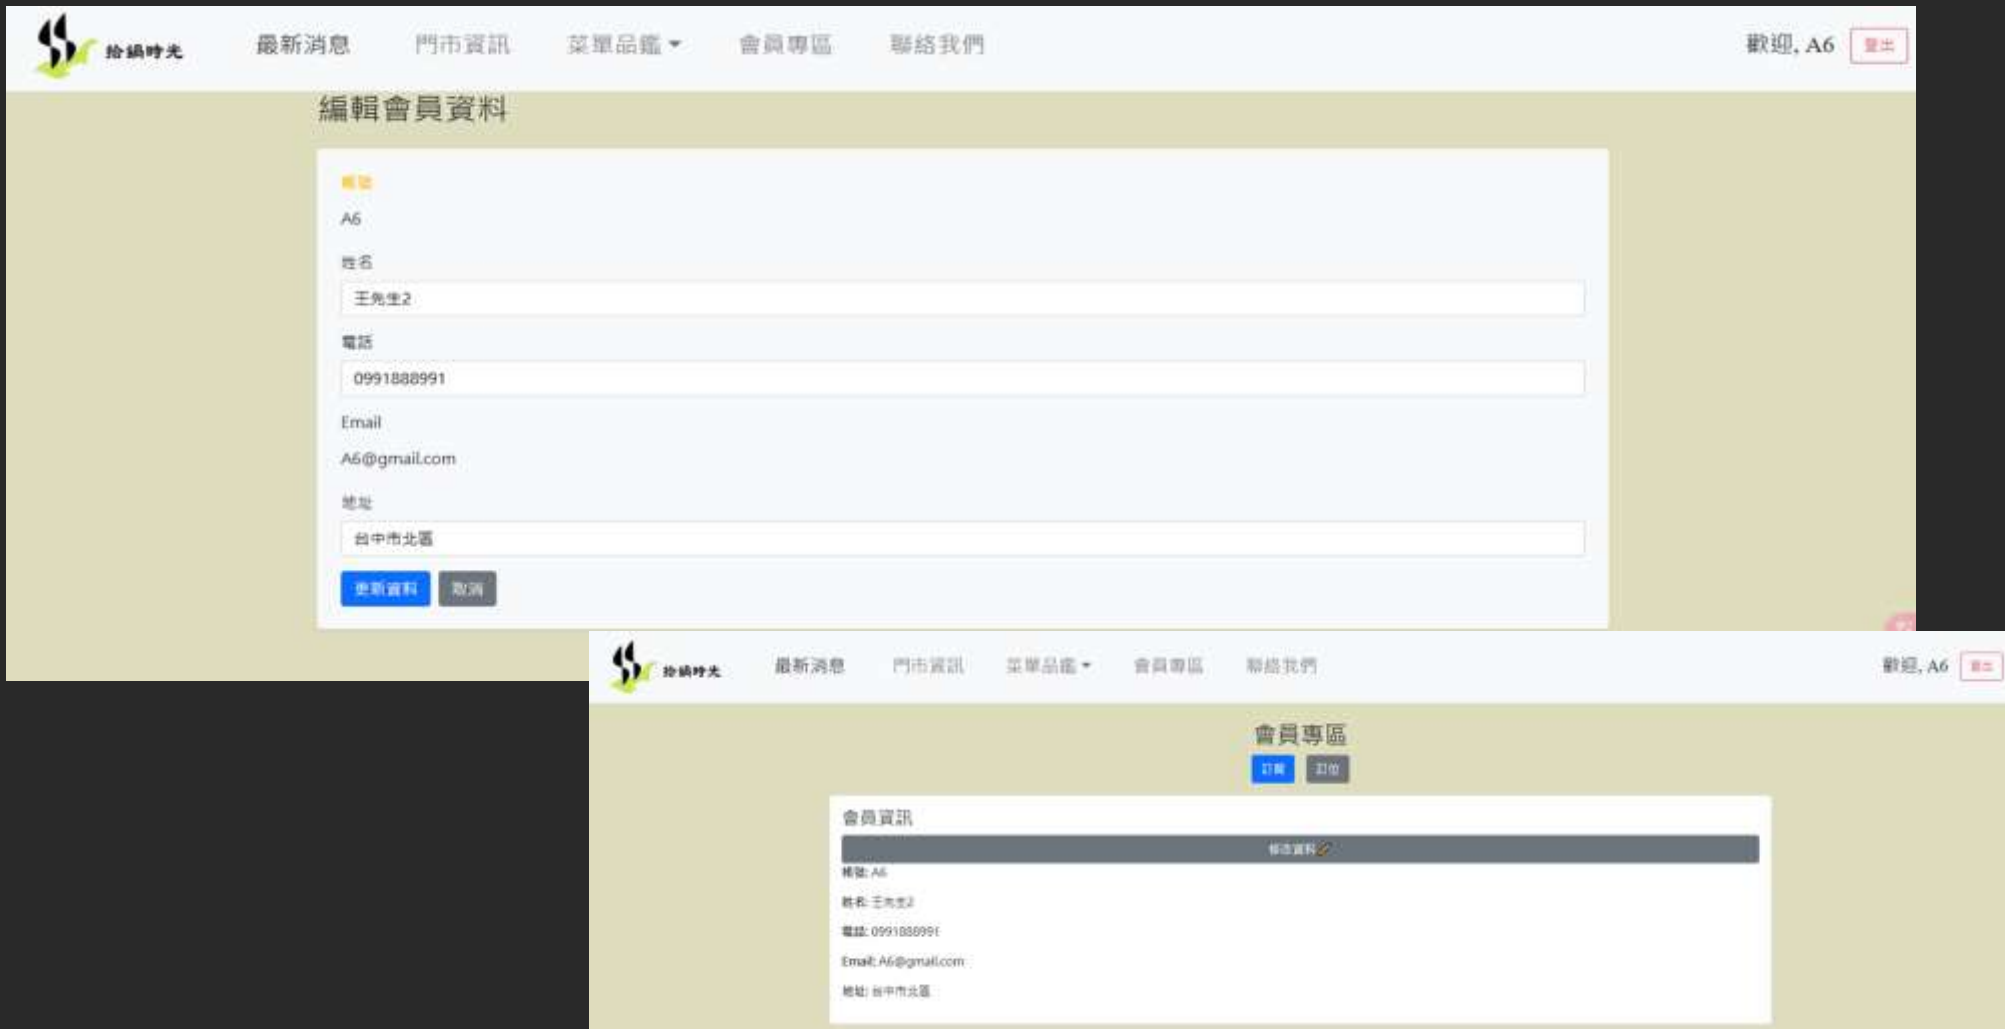 拾鍋時光 最新消息 門市資訊 菜單品鑑 會員專區 聯絡我們 歡迎, A6 登出
編輯會員資料
帳號
A6
姓名
王先生2
電話
0991888991
Email
A6@gmail.com
地址
台中市北區
更新資料 取消
拾鍋時光 最新消息 門市資訊 菜單品鑑 會員專區 聯絡我們 歡迎, A6 登出
會員專區
訂餐 訂位
會員資訊
修改資料
帳號: A6
姓名: 王先生2
電話: 0991888991
Email: A6@gmail.com
地址: 台中市北區